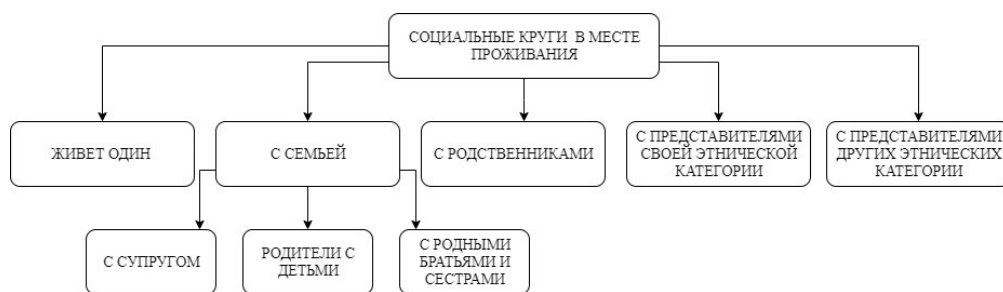 СОЦИАЛЬНЫЕ КРУГИ В МЕСТЕ
ПРОЖИВАНИЯ
ЖИВЕТ ОДИН
С СЕМЬЕЙ
С РОДСТВЕННИКАМИ
С ПРЕДСТАВИТЕЛЯМИ
СВОЕЙ ЭТНИЧЕСКОЙ
КАТЕГОРИИ
С ПРЕДСТАВИТЕЛЯМИ
ДРУГИХ ЭТНИЧЕСКИХ
КАТЕГОРИИ
С СУПРУГОМ
РОДИТЕЛИ С
ДЕТЬМИ
С РОДНЫМИ
БРАТЬЯМИ И
СЕСТРАМИ